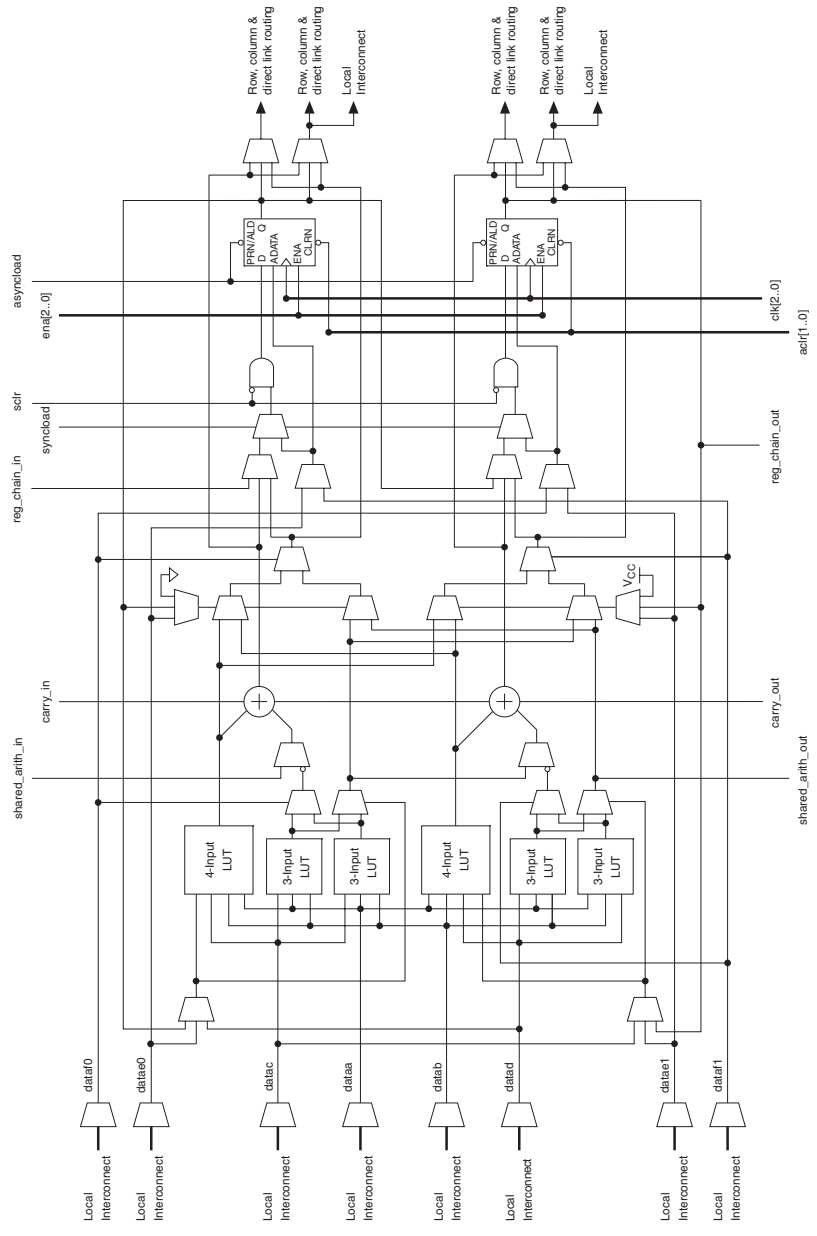 Row, column &
direct link routing
Row, column &
direct link routing
Local
Interconnect
Row, column &
direct link routing
Row, column &
direct link routing
Local
Interconnect
asyncload
ena[2..0]
sclr
syncload
reg_chain_in
carry_in
shared_arith_in
PRN/ALD
D
Q
ADATA
ENA
CLRN
PRN/ALD
D
Q
ADATA
ENA
CLRN
clk[2..0]
aclr[1..0]
reg_chain_out
VCC
+
+
carry_out
shared_arith_out
4-Input
LUT
3-Input
LUT
3-Input
LUT
4-Input
LUT
3-Input
LUT
3-Input
LUT
dataf0
datae0
datac
dataa
datab
datad
datae1
dataf1
Local
Interconnect
Local
Interconnect
Local
Interconnect
Local
Interconnect
Local
Interconnect
Local
Interconnect
Local
Interconnect
Local
Interconnect